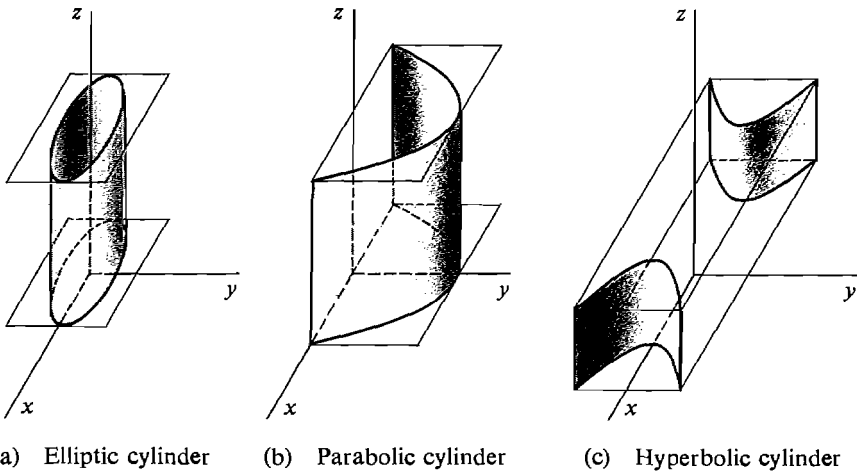 z
z
z
y
y
y
x
x
x
a) Elliptic cylinder
(b) Parabolic cylinder
(c) Hyperbolic cylinder